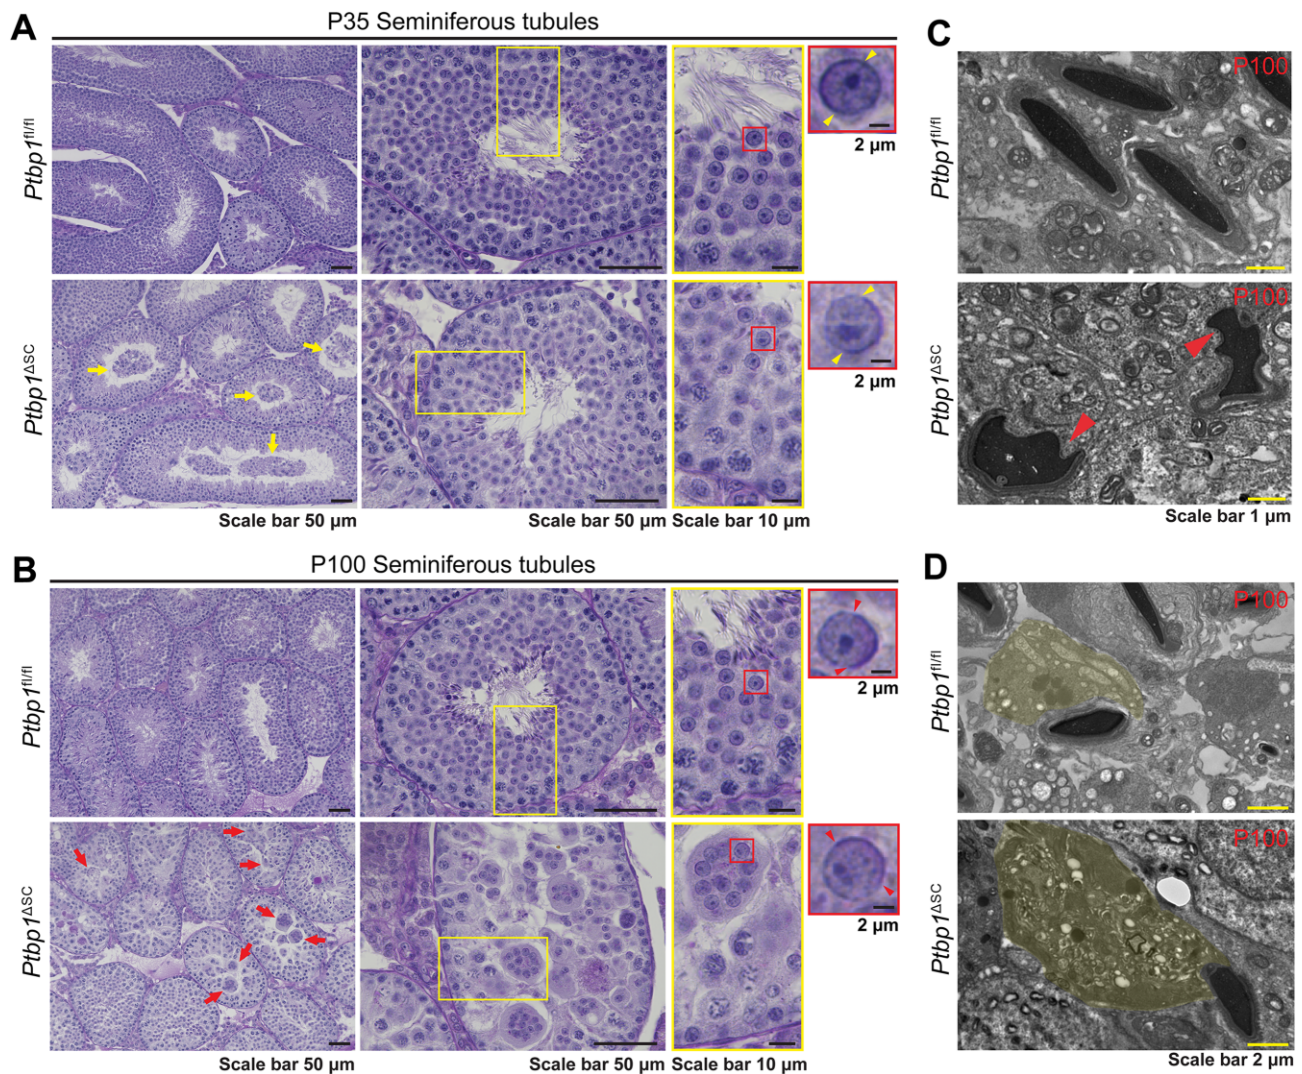 A
P35 Seminiferous tubules
Ptbp1fl/fl
2 µm
Ptbp1ΔSC
2 µm
Scale bar 50 µm
Scale bar 50 µm
Scale bar 10 µm
B
P100 Seminiferous tubules
Ptbp1fl/fl
2 µm
Ptbp1ΔSC
2 µm
Scale bar 50 µm
Scale bar 50 µm
Scale bar 10 µm
C
P100
Ptbp1fl/fl
P100
Ptbp1ΔSC
Scale bar 1 µm
D
P100
Ptbp1fl/fl
P100
Ptbp1ΔSC
Scale bar 2 µm